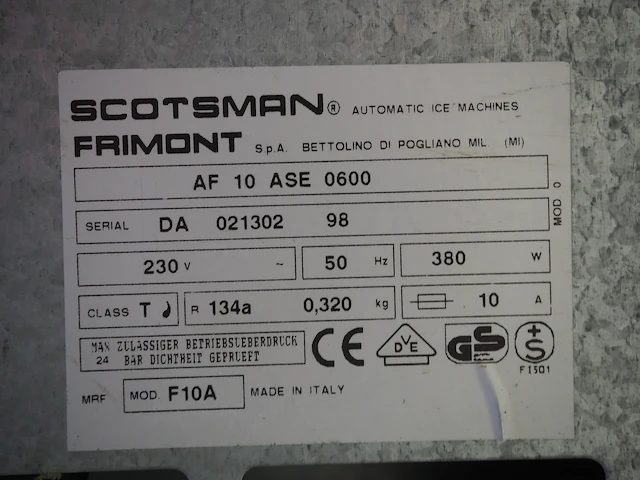 SCOTSMAN® AUTOMATIC ICE MACHINES
FRIMONT S.p.A. BETTOLINO DI POGLIANO MIL (MI)
AF 10 ASE 0600
MOD 0
SERIAL DA 021302 98
230 V ~ 50 Hz 380 W
CLASS T R 134a 0,320 kg 10 A
MAX ZULASSIGER BETRIEBSUEBERDRUCK
24 BAR DICHTHEIT GEPRUEFT
CE DVE GS +S
F1501
MRF MOD. F10A MADE IN ITALY